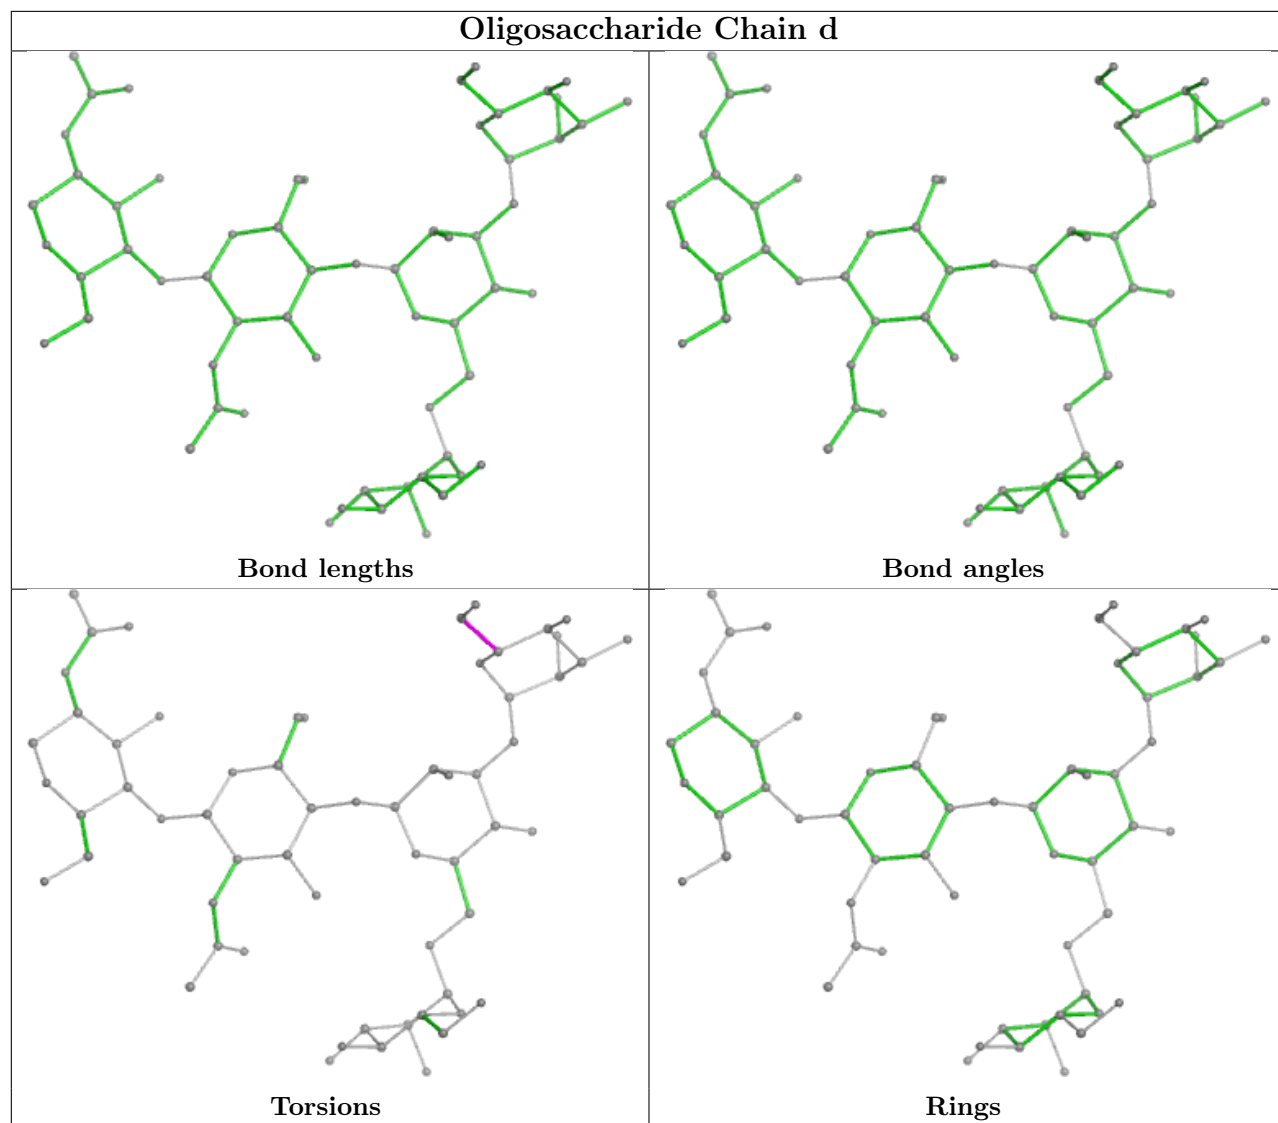 Oligosaccharide Chain d
Bond lengths
Bond angles
Torsions
Rings